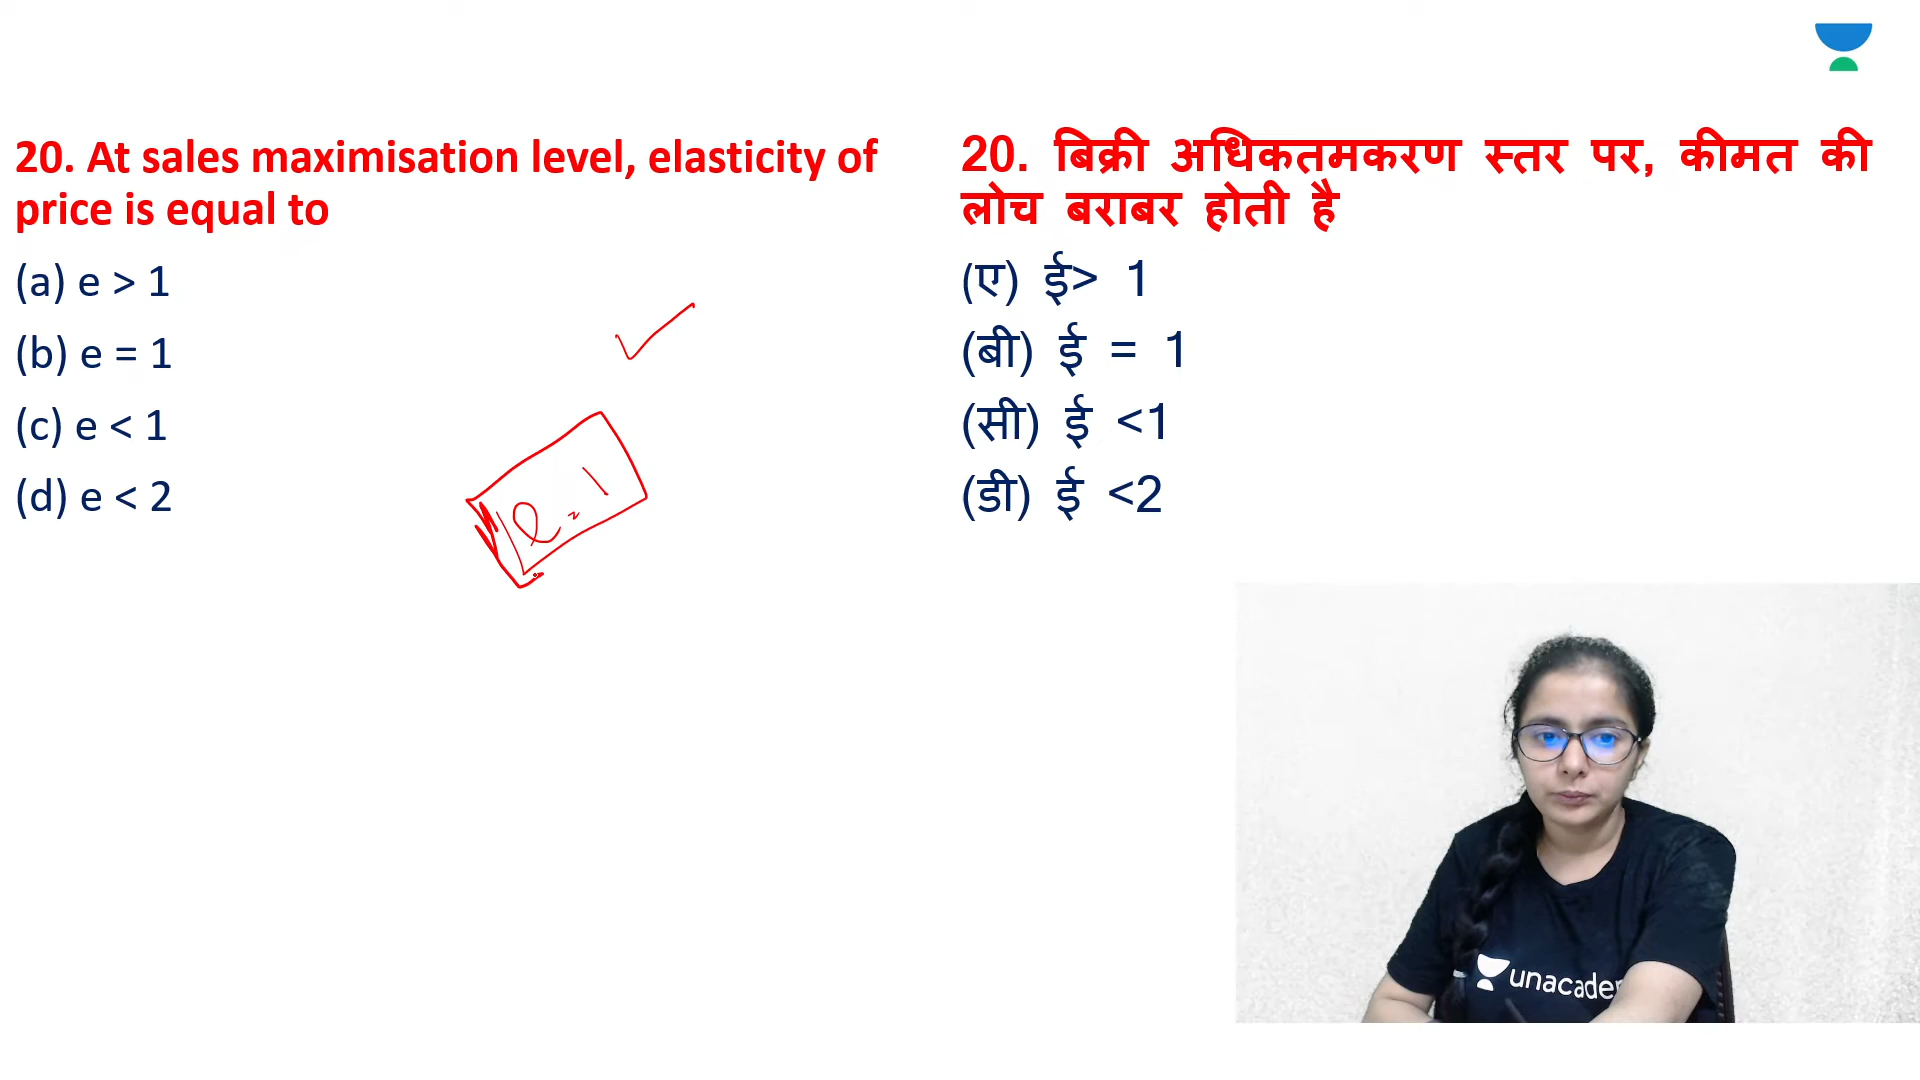 20. At sales maximisation level, elasticity of
price is equal to
(a) e > 1
(b) e = 1
(c) e < 1
(d) e < 2
e = 1
20. बिक्री अधिकतमकरण स्तर पर, कीमत की
लोच बराबर होती है
(ए) ई> 1
(बी) ई = 1
(सी) ई <1
(डी) ई <2
unacade